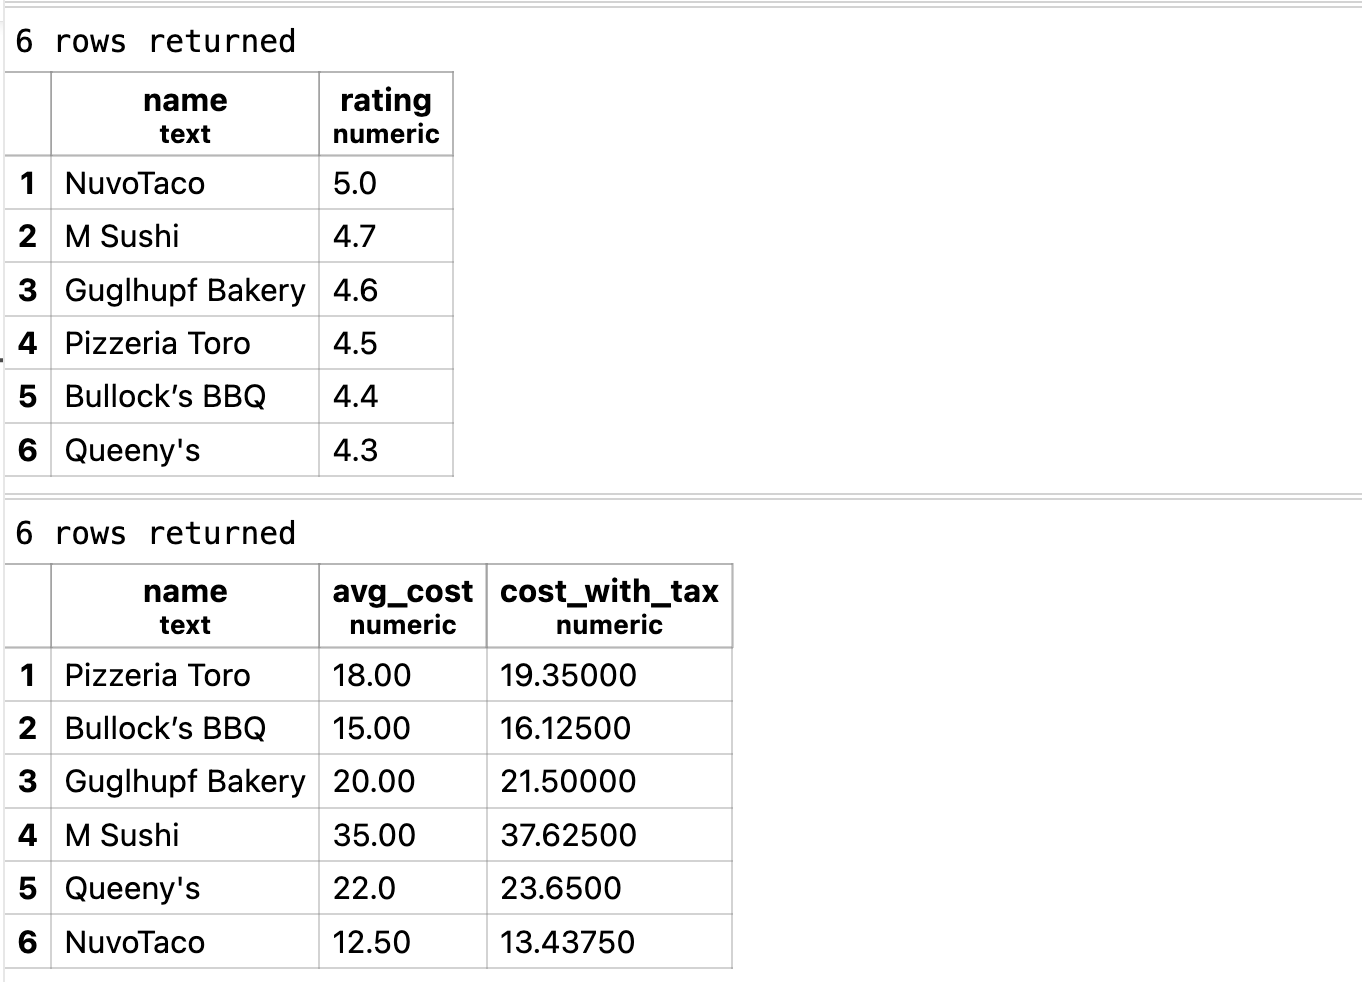 6 rows returned
name rating
text numeric
1 NuvoTaco 5.0
2 M Sushi 4.7
3 Guglhupf Bakery 4.6
4 Pizzeria Toro 4.5
5 Bullock’s BBQ 4.4
6 Queeny's 4.3
6 rows returned
name avg_cost cost_with_tax
text numeric numeric
1 Pizzeria Toro 18.00 19.35000
2 Bullock’s BBQ 15.00 16.12500
3 Guglhupf Bakery 20.00 21.50000
4 M Sushi 35.00 37.62500
5 Queeny's 22.0 23.6500
6 NuvoTaco 12.50 13.43750